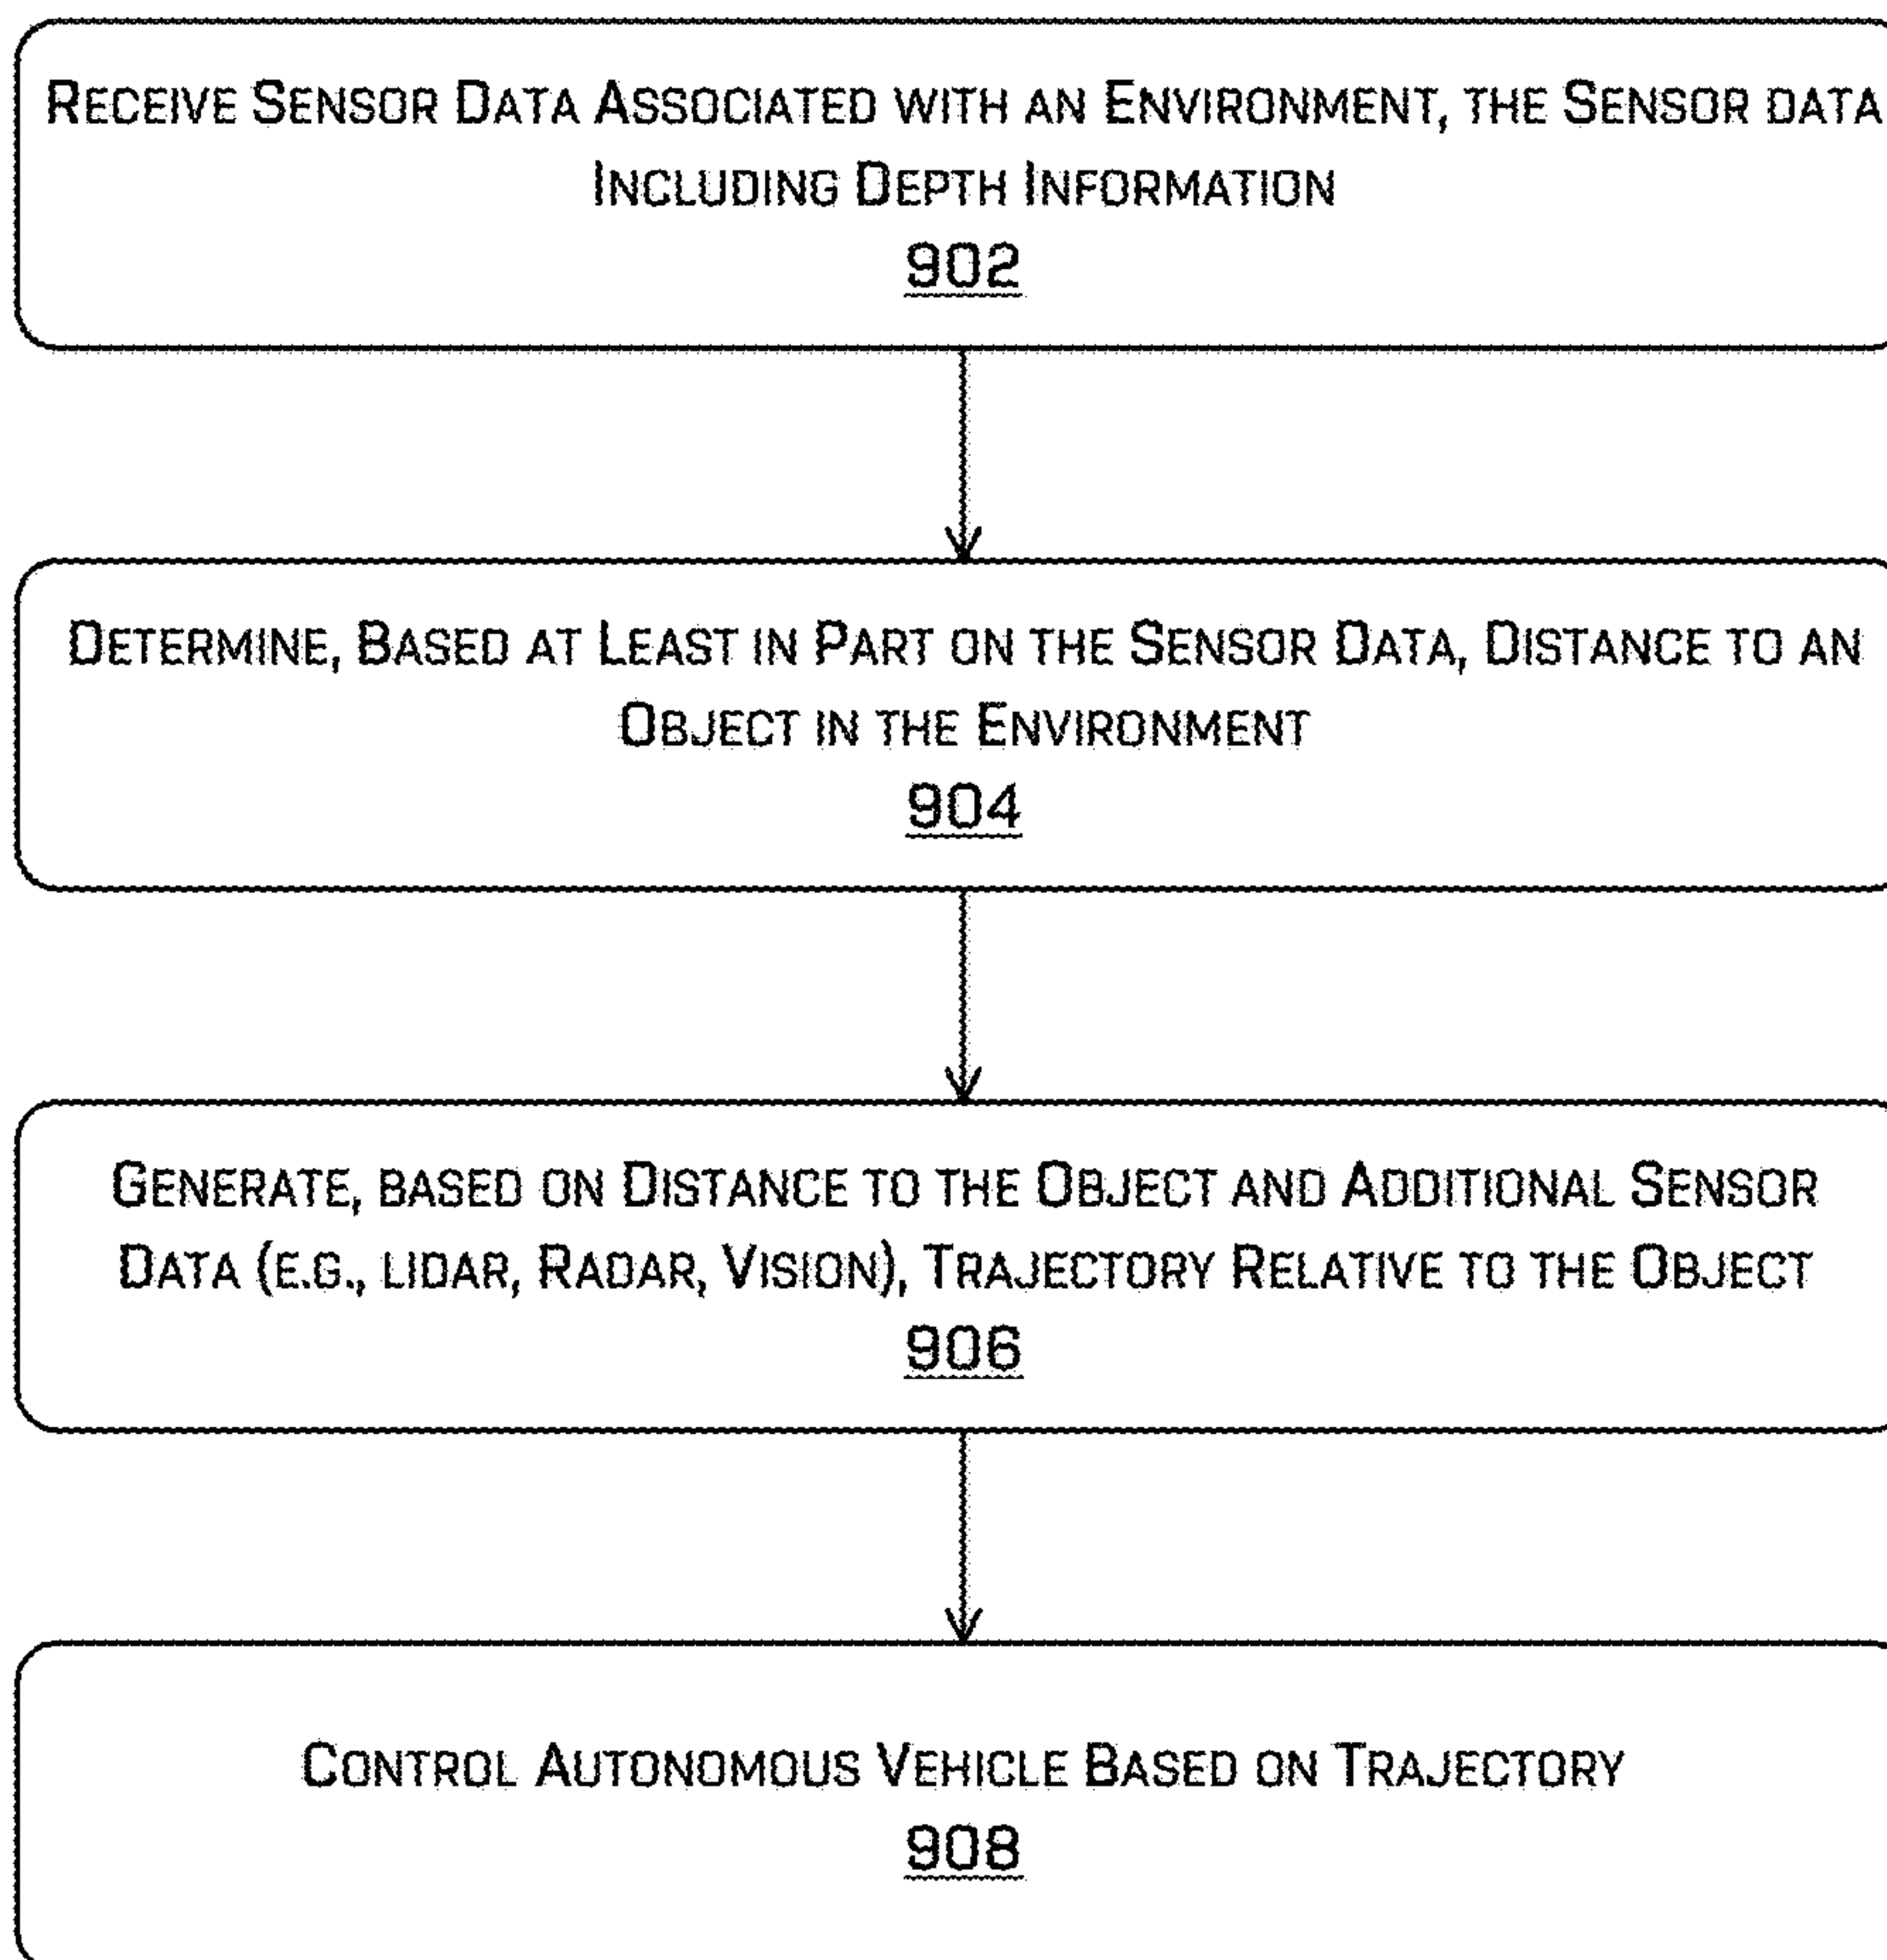 Receive Sensor Data Associated with an Environment, the Sensor data
Including Depth Information
902
Determine, Based at Least in Part on the Sensor Data, Distance to an
Object in the Environment
904
Generate, based on Distance to the Object and Additional Sensor
Data (e.g., lidar, Radar, Vision), Trajectory Relative to the Object
906
Control Autonomous Vehicle Based on Trajectory
908